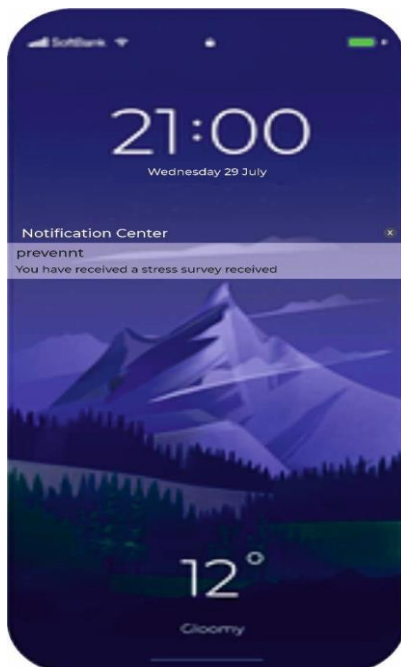 SoftBank
21:00
Wednesday 29 July
Notification Center x
prevennt
You have received a stress survey received
12°
Gloomy